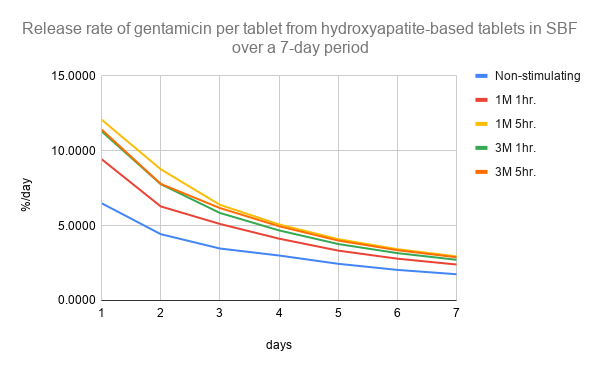 Release rate of gentamicin per tablet from hydroxyapatite-based tablets in SBF
over a 7-day period
15.0000
10.0000
5.0000
0.0000
%/day
1 2 3 4 5 6 7
days
Non-stimulating
1M 1hr.
1M 5hr.
3M 1hr.
3M 5hr.